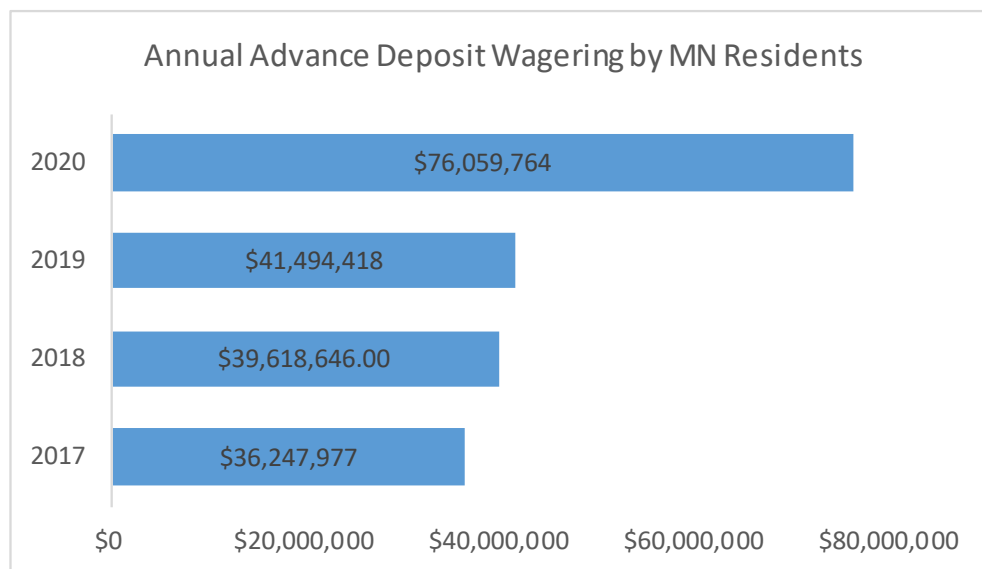 Annual Advance Deposit Wagering by MN Residents
2020 $76,059,764
2019 $41,494,418
2018 $39,618,646.00
2017 $36,247,977
$0 $20,000,000 $40,000,000 $60,000,000 $80,000,000